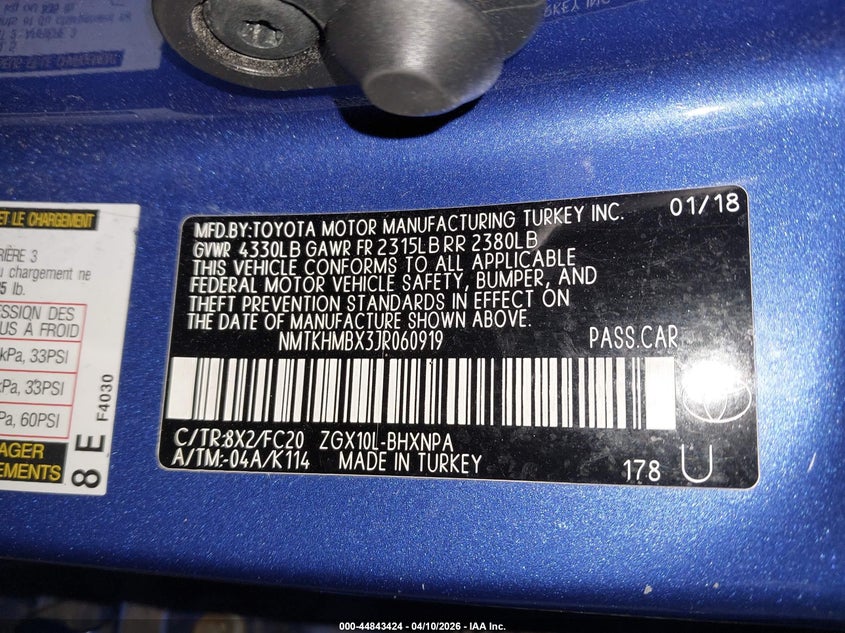 MFD.BY:TOYOTA MOTOR MANUFACTURING TURKEY INC. 01/18
GVWR 4330LB GAWR FR 2315LB RR 2380LB
THIS VEHICLE CONFORMS TO ALL APPLICABLE
FEDERAL MOTOR VEHICLE SAFETY, BUMPER, AND
THEFT PREVENTION STANDARDS IN EFFECT ON
THE DATE OF MANUFACTURE SHOWN ABOVE.
NMTKHMBX3JR060919 PASS.CAR
C/TR:8X2/FC20 ZGX10L-BHXNPA
A/TM:-04A/K114 MADE IN TURKEY
178 U
ET LE CHARGEMENT
RIÈRE 3
u chargement ne
5 lb.
ESSION DES
US A FROID
kPa, 33PSI
kPa, 33PSI
Pa, 60PSI
AGER
EMENTS
8 E F4030
000-44843424 - 04/10/2026 - IAA Inc.